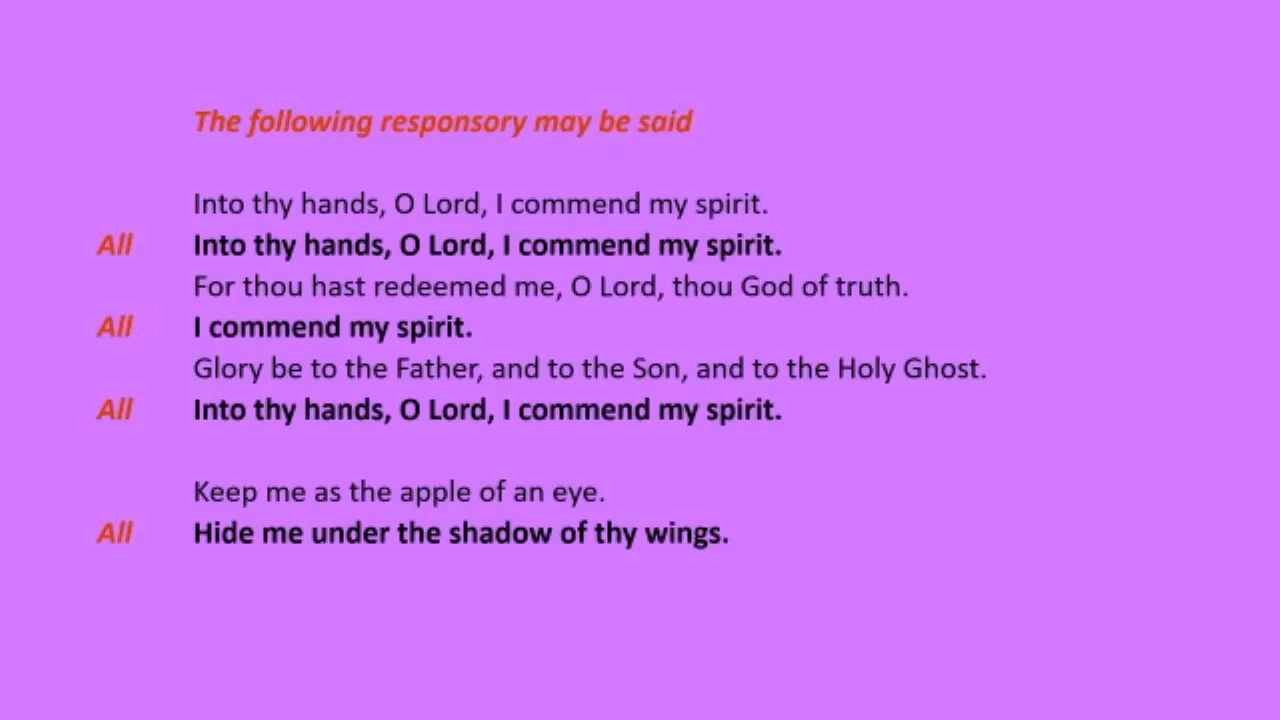 The following responsory may be said
Into thy hands, O Lord, I commend my spirit.
All Into thy hands, O Lord, I commend my spirit.
For thou hast redeemed me, O Lord, thou God of truth.
All I commend my spirit.
Glory be to the Father, and to the Son, and to the Holy Ghost.
All Into thy hands, O Lord, I commend my spirit.
Keep me as the apple of an eye.
All Hide me under the shadow of thy wings.